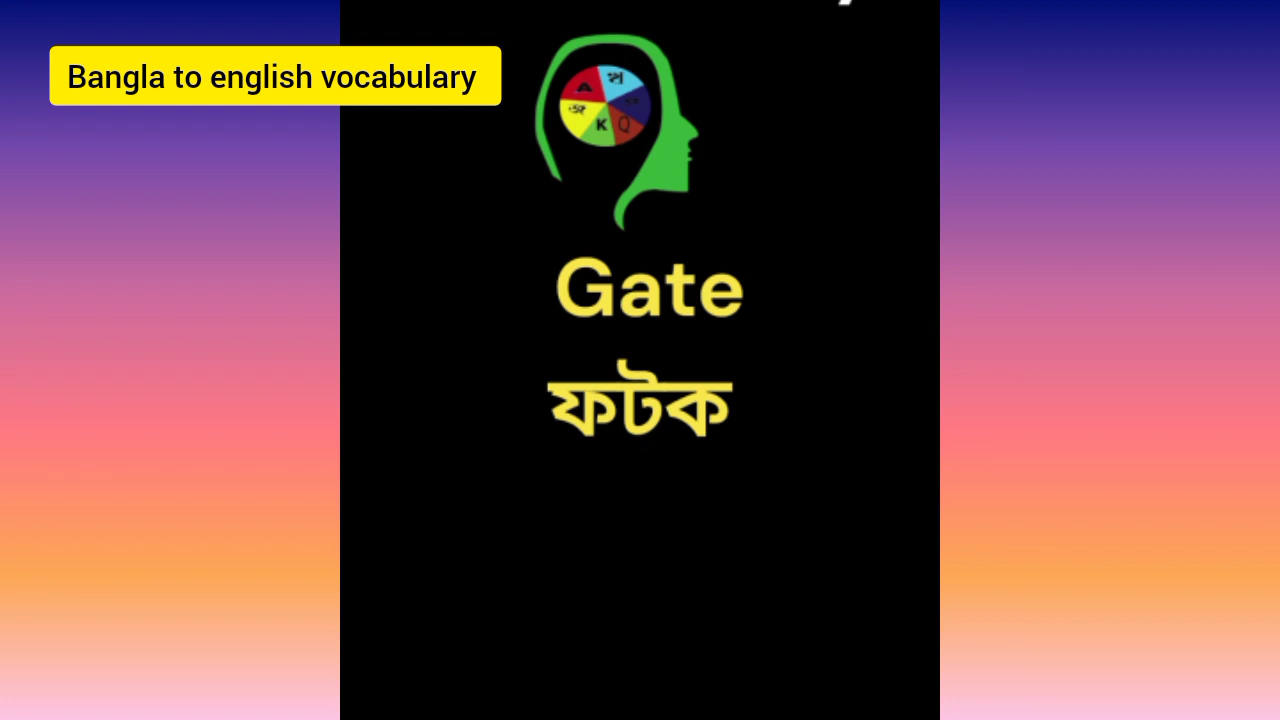 Bangla to english vocabulary
A
K
Q
Gate
ফটক